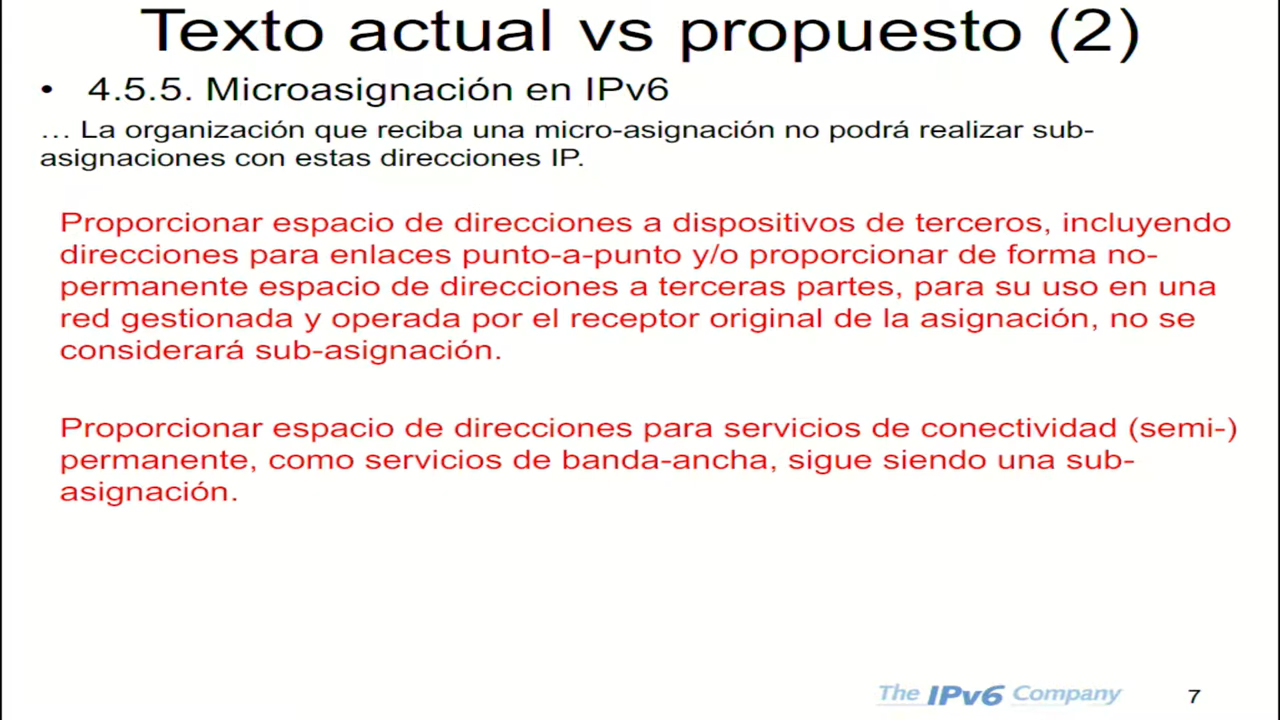 Texto actual vs propuesto (2)
• 4.5.5. Microasignación en IPv6
... La organización que reciba una micro-asignación no podrá realizar sub-
asignaciones con estas direcciones IP.
Proporcionar espacio de direcciones a dispositivos de terceros, incluyendo
direcciones para enlaces punto-a-punto y/o proporcionar de forma no-
permanente espacio de direcciones a terceras partes, para su uso en una
red gestionada y operada por el receptor original de la asignación, no se
considerará sub-asignación.
Proporcionar espacio de direcciones para servicios de conectividad (semi-)
permanente, como servicios de banda-ancha, sigue siendo una sub-
asignación.
The IPv6 Company
7